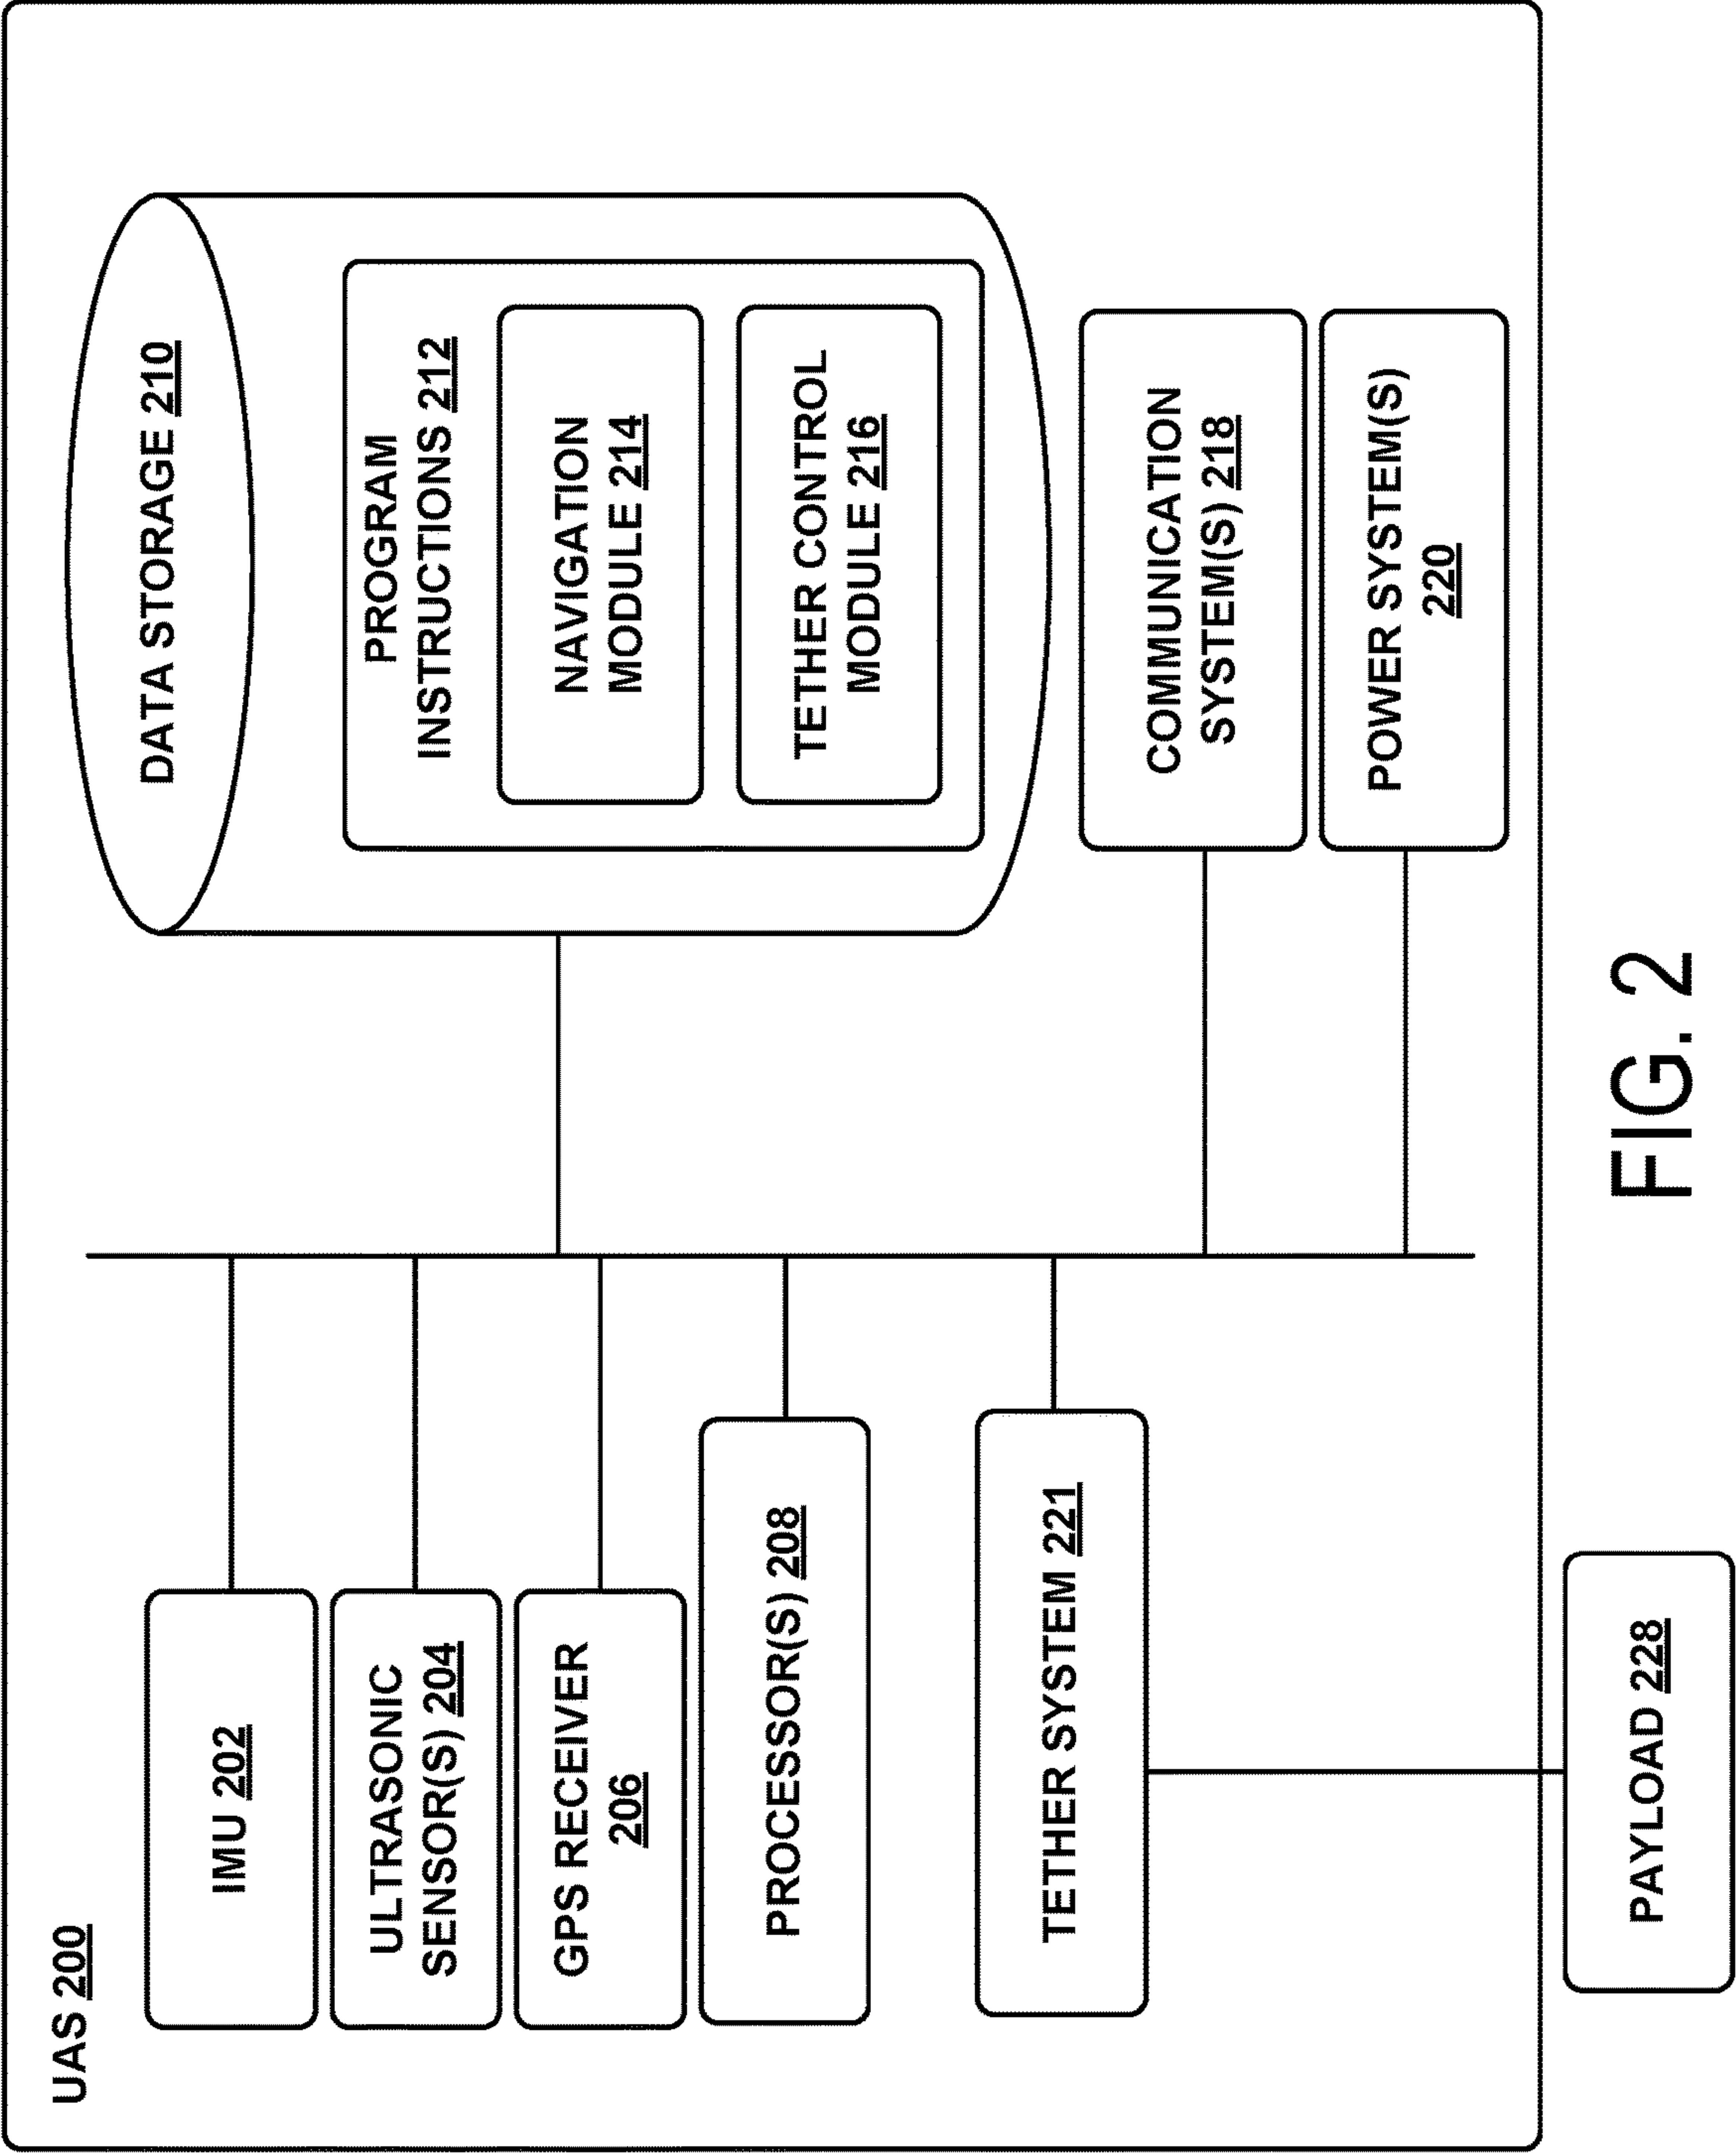 UAS 200
IMU 202
ULTRASONIC
SENSOR(S) 204
GPS RECEIVER
206
PROCESSOR(S) 208
TETHER SYSTEM 221
PAYLOAD 228
DATA STORAGE 210
PROGRAM
INSTRUCTIONS 212
NAVIGATION
MODULE 214
TETHER CONTROL
MODULE 216
COMMUNICATION
SYSTEM(S) 218
POWER SYSTEM(S)
220
FIG. 2